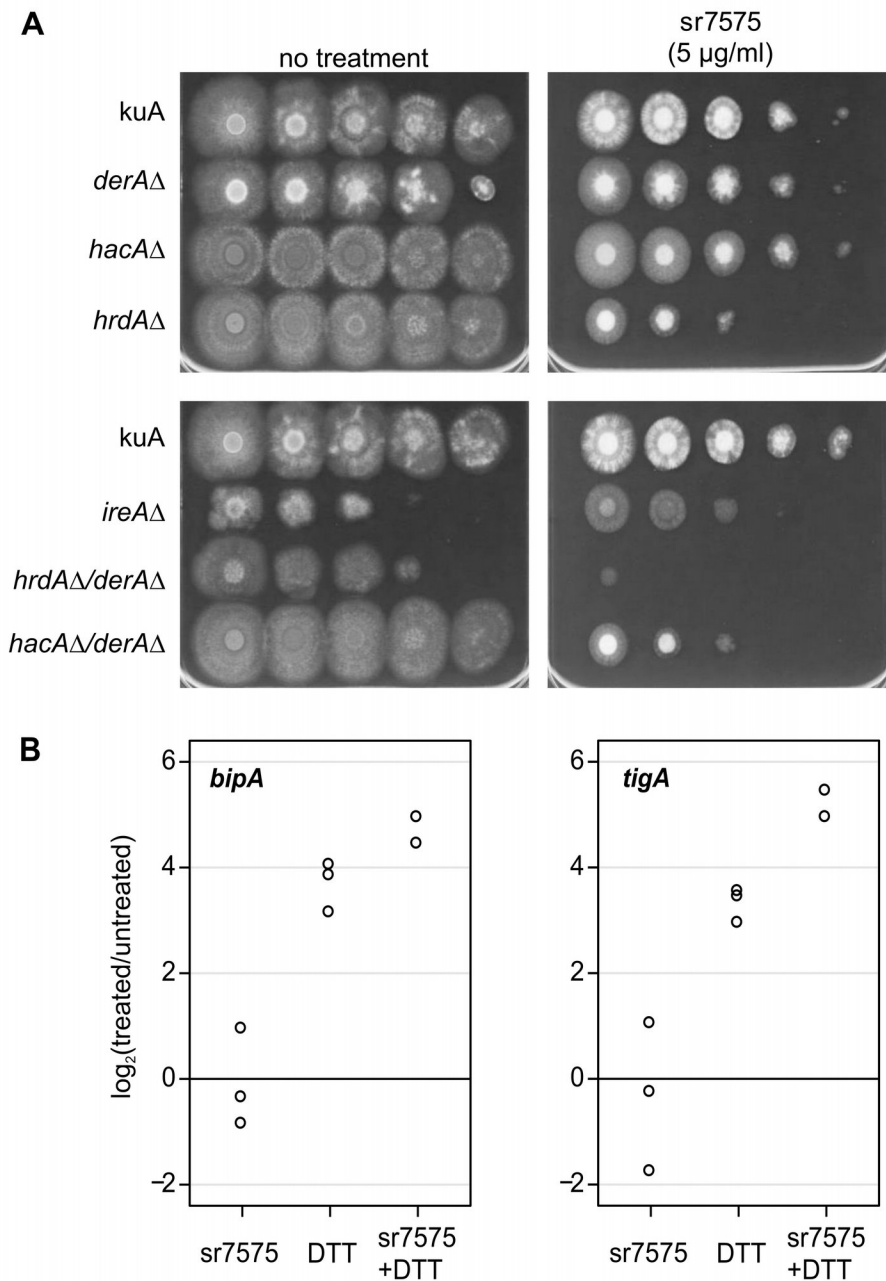 A
no treatment
sr7575
(5 µg/ml)
kuA
derAΔ
hacAΔ
hrdAΔ
kuA
ireAΔ
hrdAΔ/derAΔ
hacAΔ/derAΔ
B
log₂(treated/untreated)
6
4
2
0
−2
bipA
sr7575
DTT
sr7575
+DTT
6
4
2
0
−2
tigA
sr7575
DTT
sr7575
+DTT